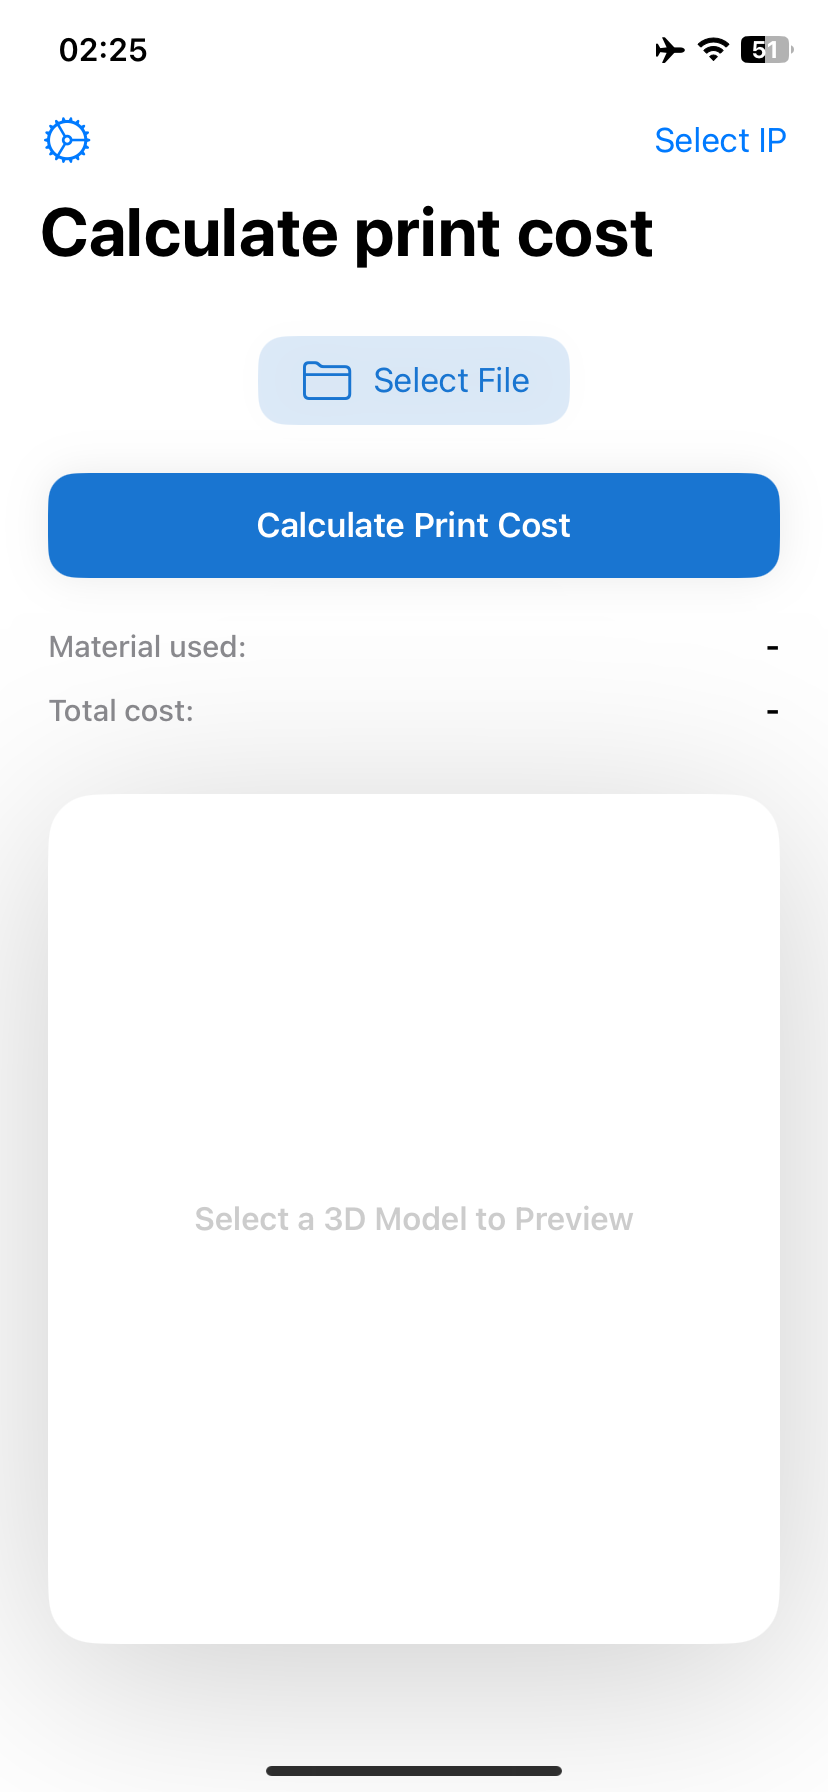 02:25
51
Select IP
Calculate print cost
Select File
Calculate Print Cost
Material used: -
Total cost: -
Select a 3D Model to Preview